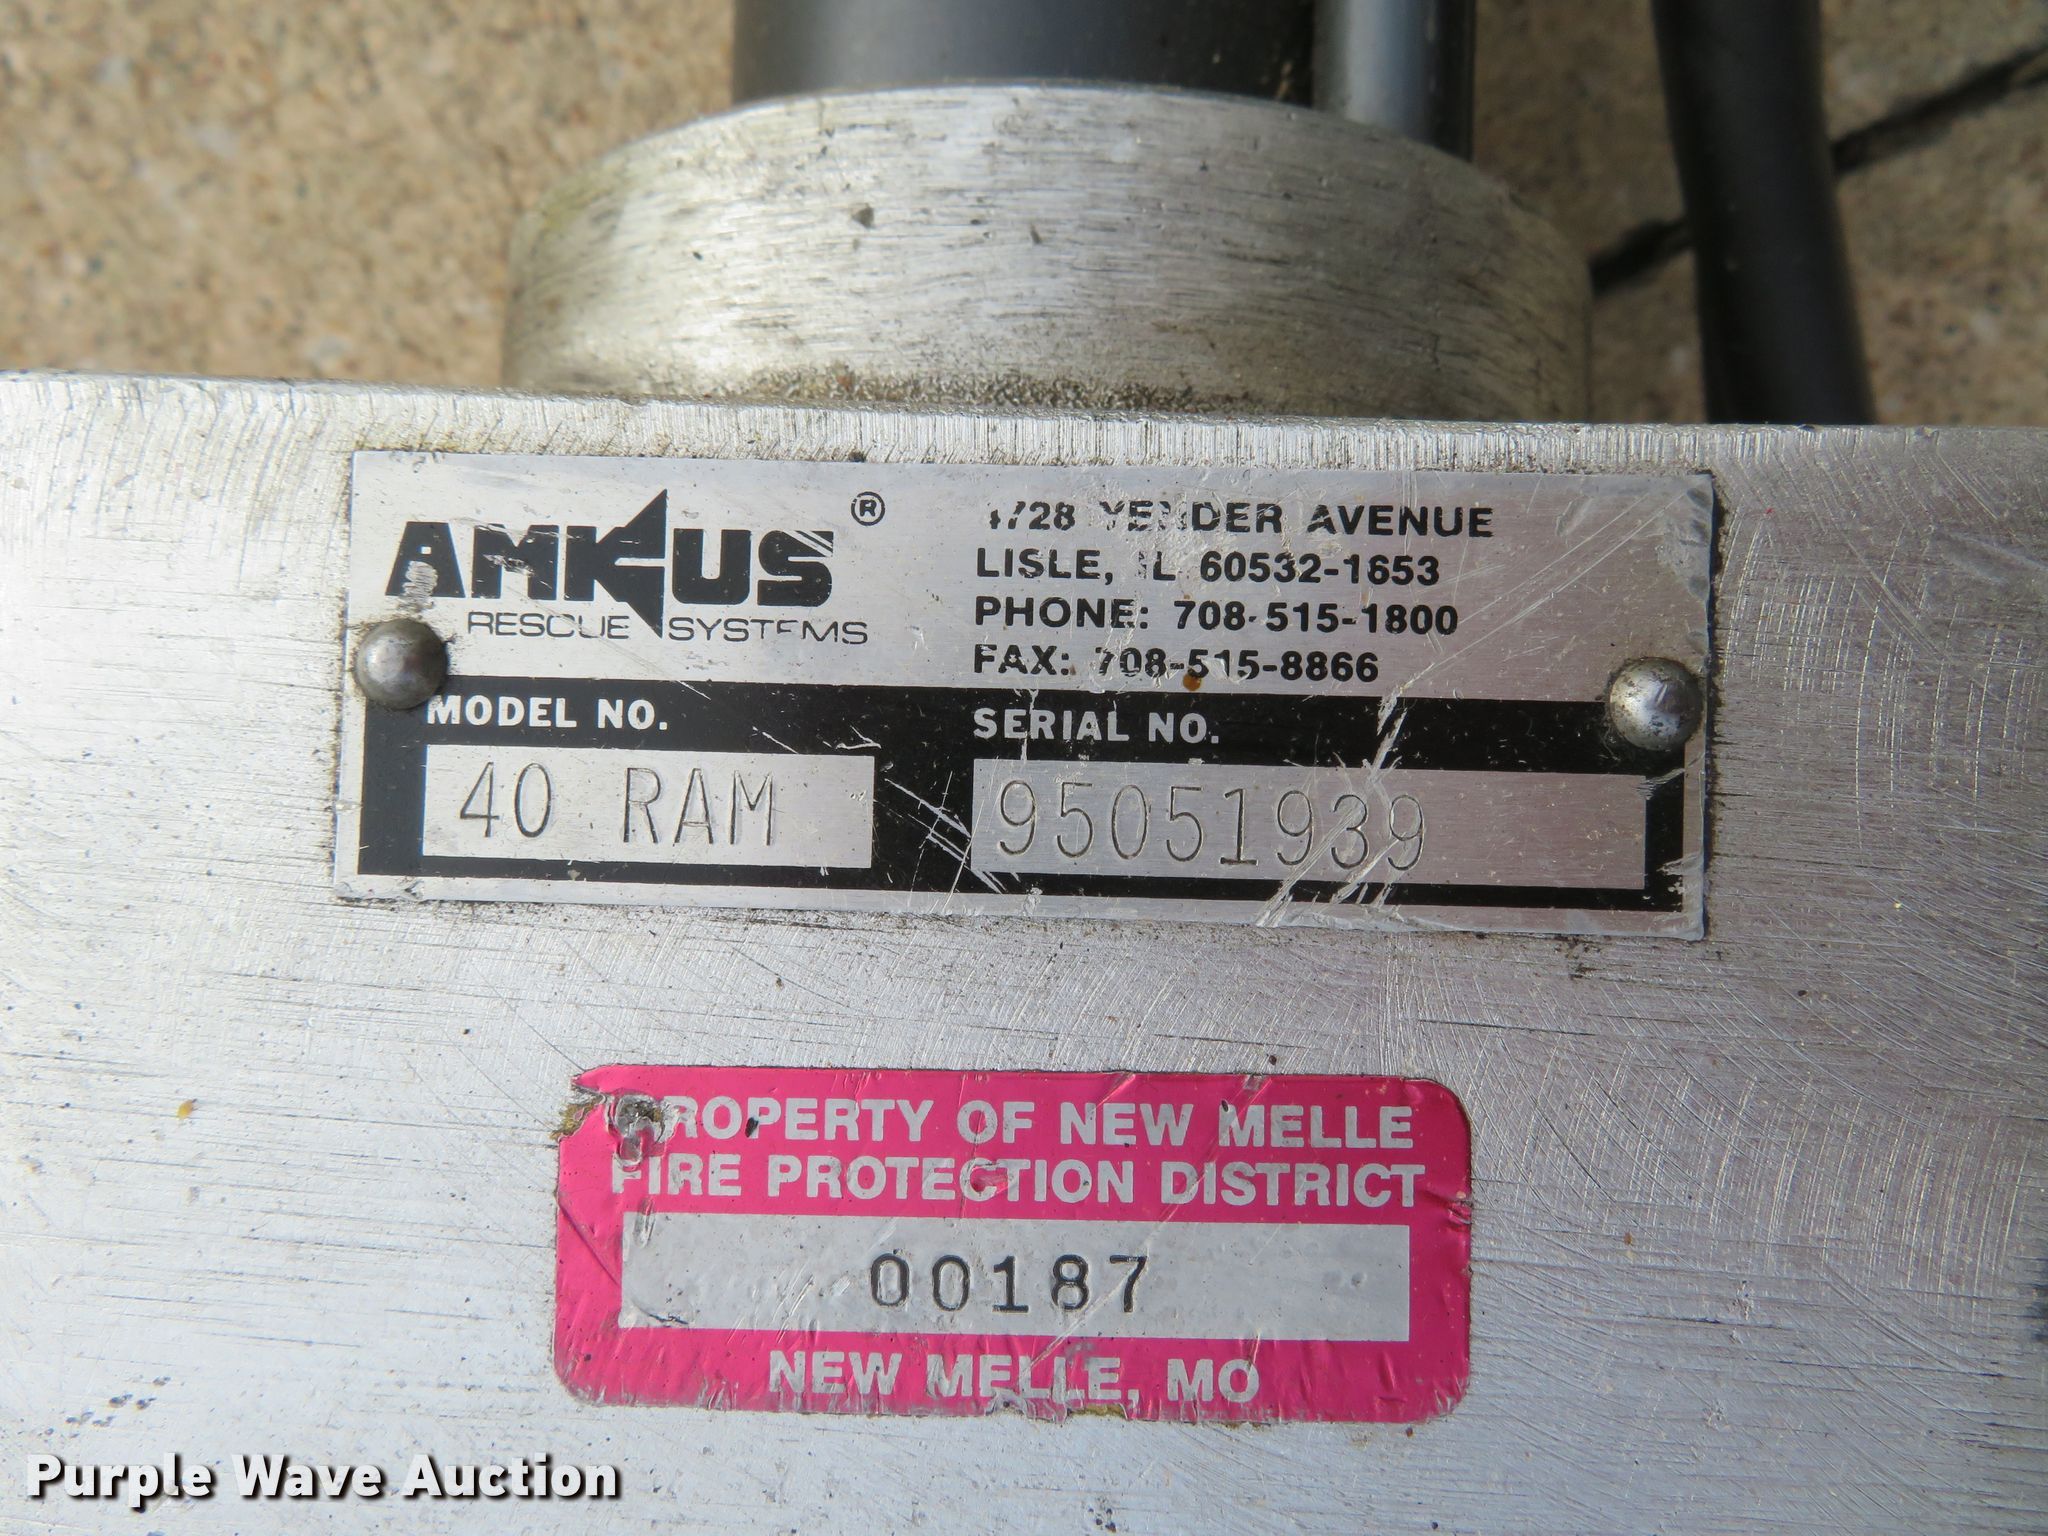 AMKUS®
RESCUE SYSTEMS
4728 YENDER AVENUE
LISLE, IL 60532-1653
PHONE: 708-515-1800
FAX: 708-515-8866
MODEL NO.
40 RAM
SERIAL NO.
95051939
PROPERTY OF NEW MELLE
FIRE PROTECTION DISTRICT
00187
NEW MELLE, MO
Purple Wave Auction